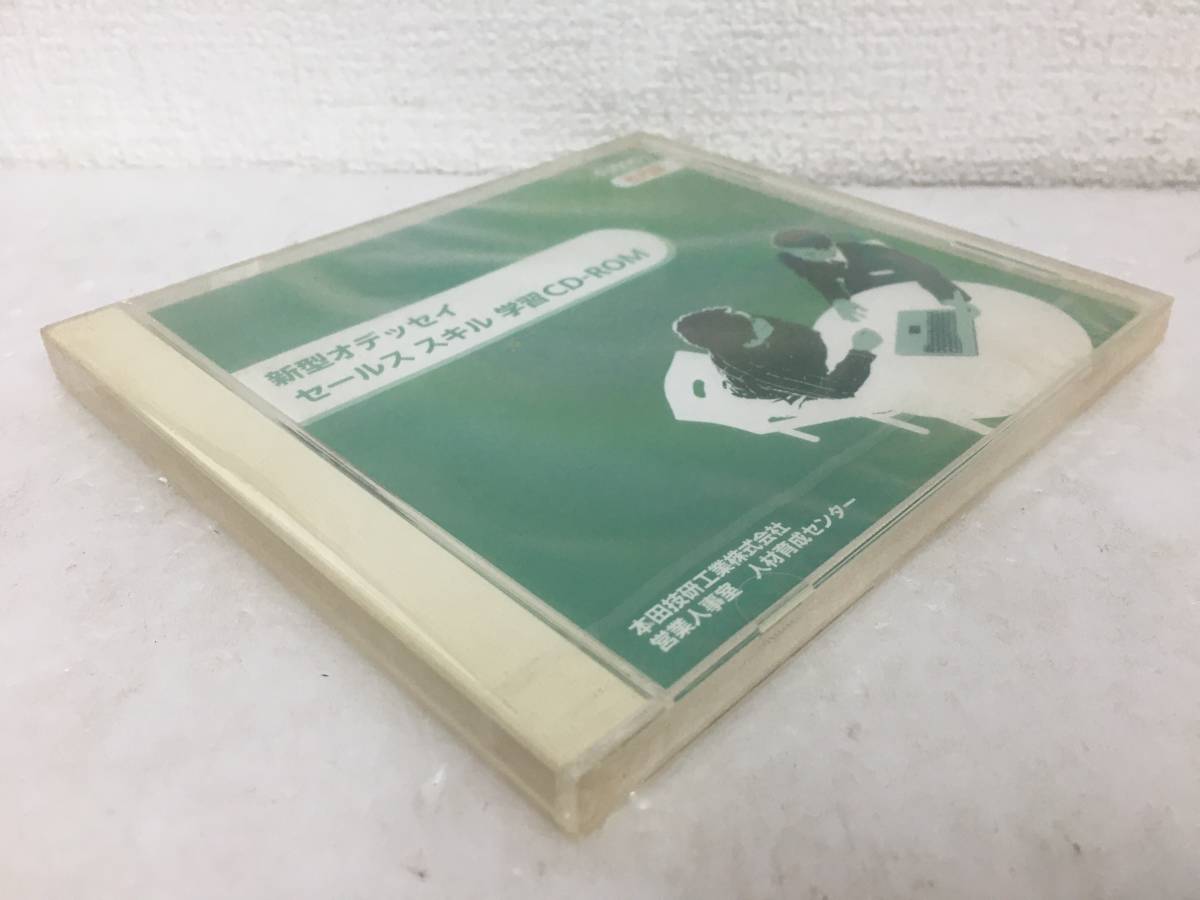 新型オデッセイ
セールス スキル 学習CD-ROM
本田技研工業株式会社
営業人事室 人材育成センター